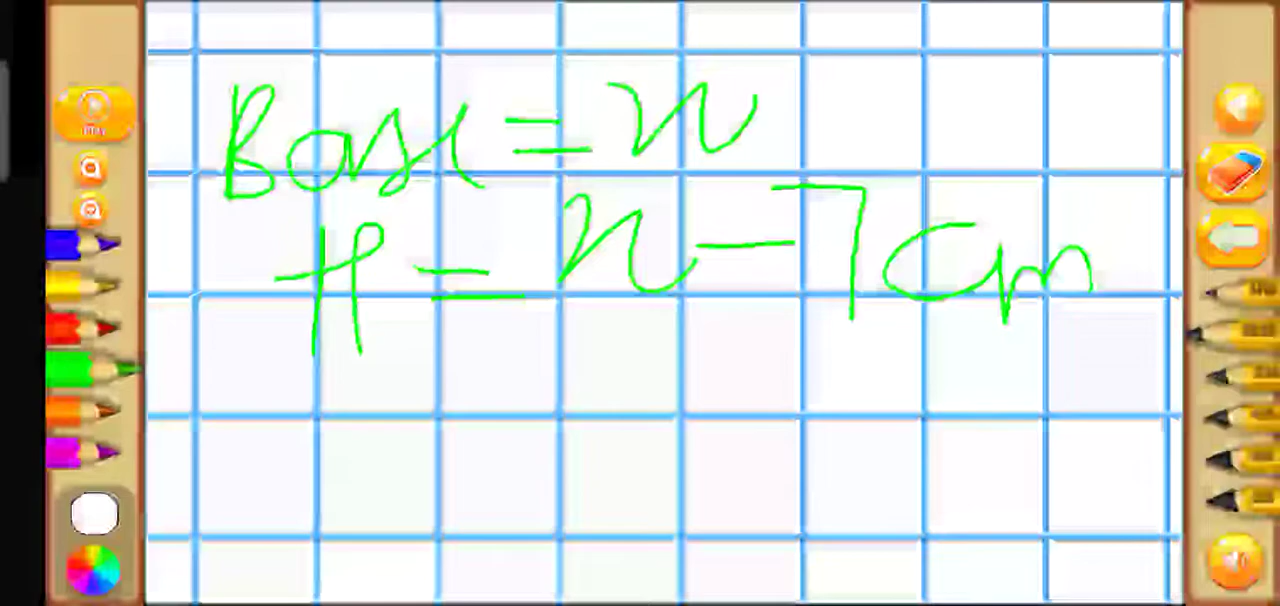 Base = x
H = x - 7cm